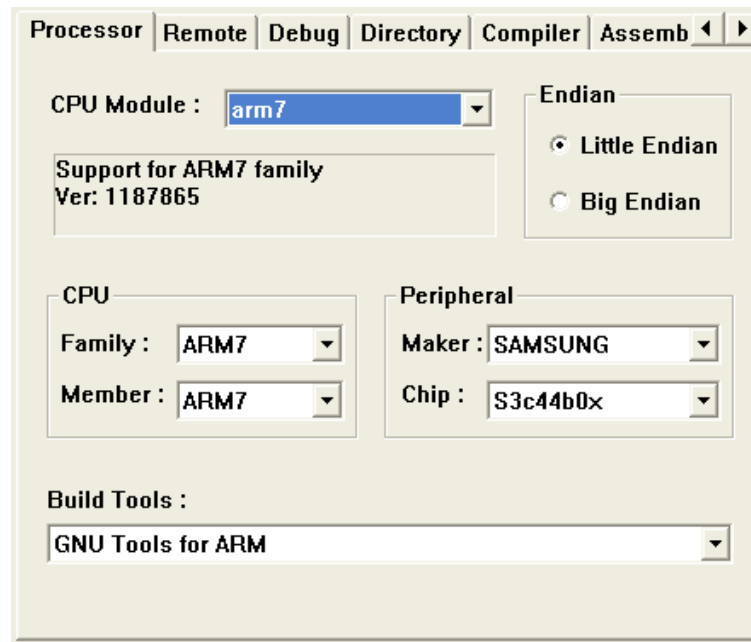 Processor Remote Debug Directory Compiler Assemb
CPU Module : arm7
Support for ARM7 family
Ver: 1187865
Endian
Little Endian
Big Endian
CPU
Family : ARM7
Member : ARM7
Peripheral
Maker : SAMSUNG
Chip : S3c44b0x
Build Tools :
GNU Tools for ARM